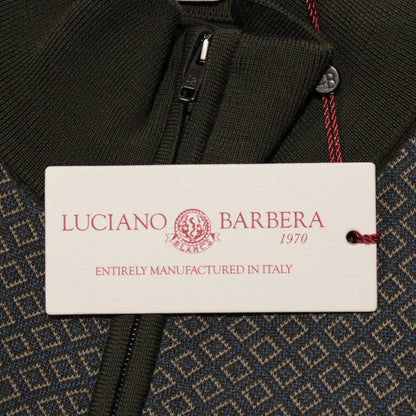 LUCIANO BARBERA
1970
ENTIRELY MANUFACTURED IN ITALY